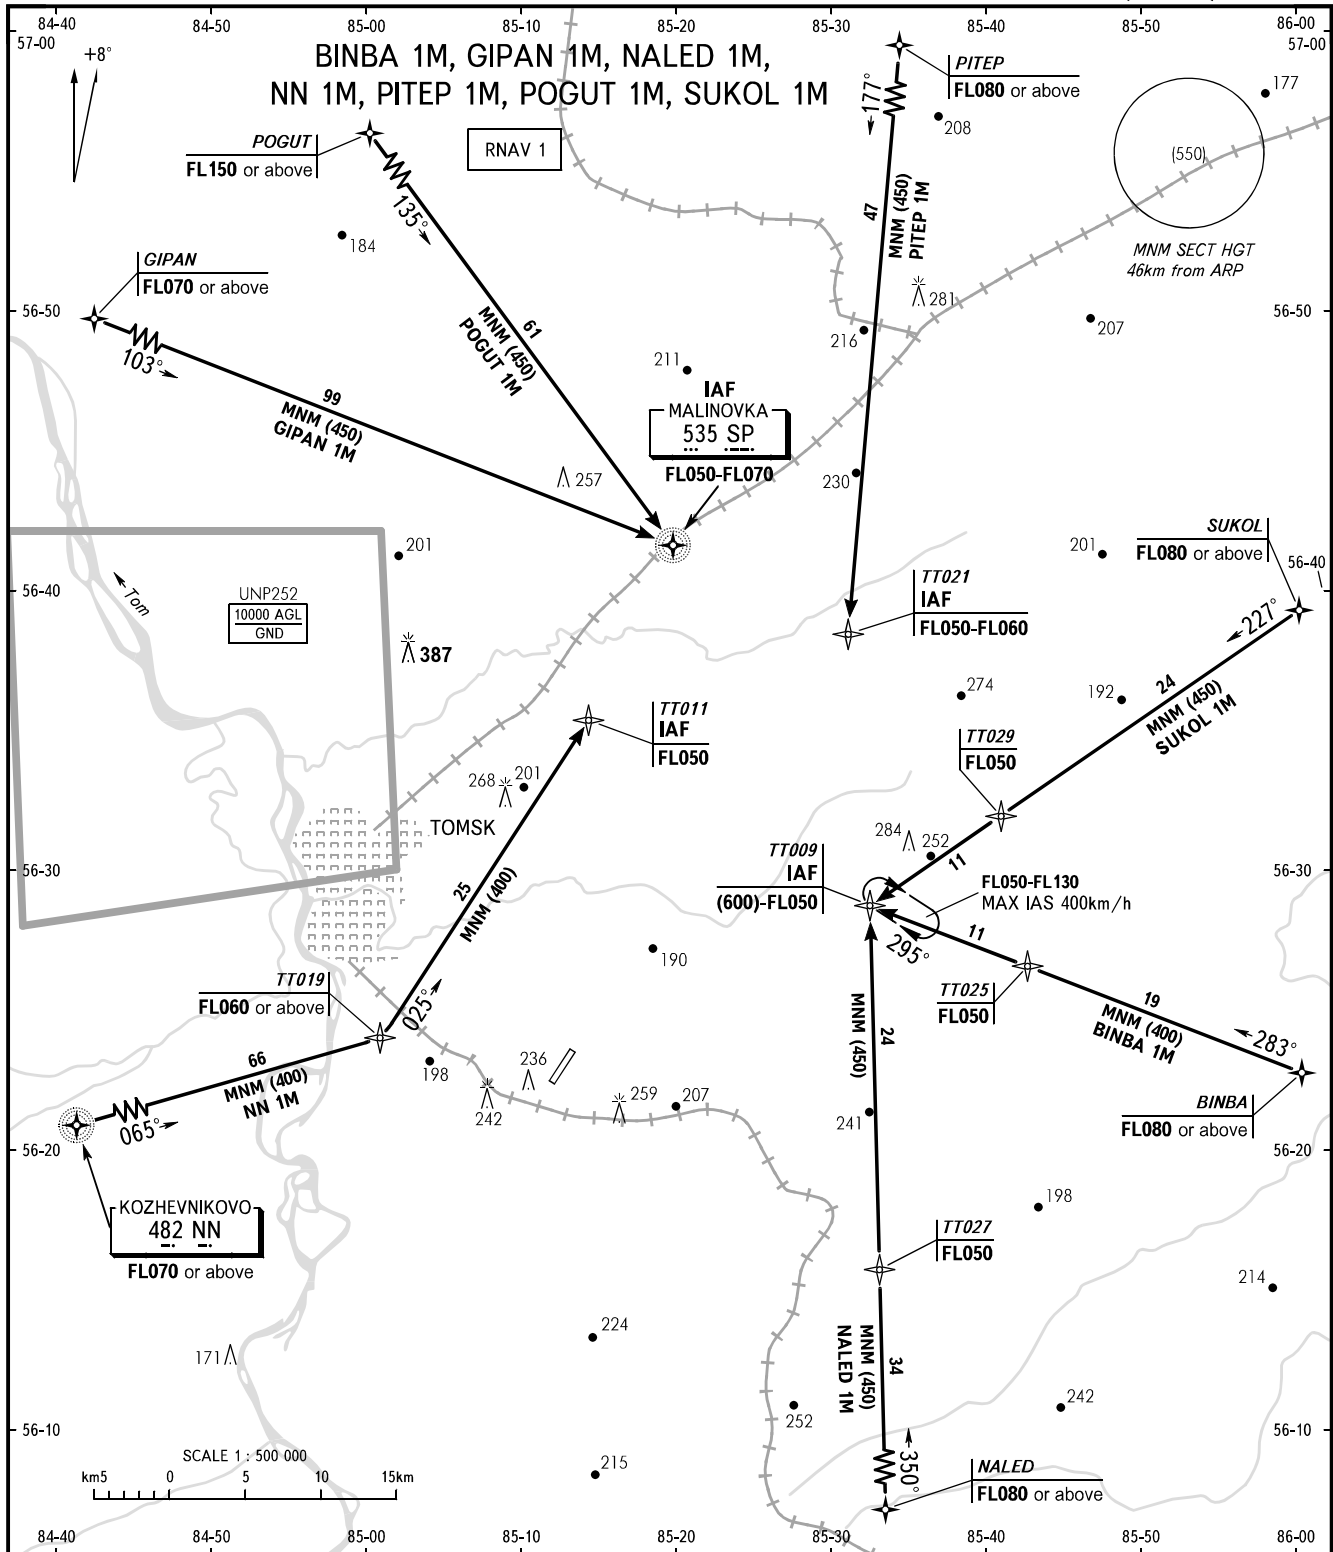 84-40
84-50
85-00
85-10
85-20
85-30
85-40
85-50
86-00
57-00
57-00
+8°
BINBA 1M, GIPAN 1M, NALED 1M,
NN 1M, PITEP 1M, POGUT 1M, SUKOL 1M
RNAV 1
PITEP
FL080 or above
177°
208
177
(550)
MNM SECT HGT
46km from ARP
POGUT
FL150 or above
135°
184
GIPAN
FL070 or above
103°
56-50
56-50
61
MNM (450)
POGUT 1M
99
MNM (450)
GIPAN 1M
47
MNM (450)
PITEP 1M
281
216
207
211
IAF
MALINOVKA
535 SP
FL050-FL070
257
230
201
201
SUKOL
FL080 or above
56-40
56-40
227°
Tom
UNP252
10000 AGL
GND
387
TT021
IAF
FL050-FL060
274
192
24
MNM (450)
SUKOL 1M
TT011
IAF
FL050
TT029
FL050
268
201
TOMSK
284
252
11
56-30
56-30
TT009
IAF
(600)-FL050
FL050-FL130
MAX IAS 400km/h
295°
11
25
MNM (400)
190
TT025
FL050
19
MNM (400)
BINBA 1M
283°
TT019
FL060 or above
025°
66
MNM (400)
NN 1M
065°
198
236
242
259
207
24
MNM (450)
241
BINBA
FL080 or above
56-20
56-20
KOZHEVNIKOVO
482 NN
FL070 or above
198
TT027
FL050
214
224
171
34
MNM (450)
NALED 1M
252
242
56-10
56-10
350°
215
NALED
FL080 or above
SCALE 1 : 500 000
km5
0
5
10
15km
84-40
84-50
85-00
85-10
85-20
85-30
85-40
85-50
86-00